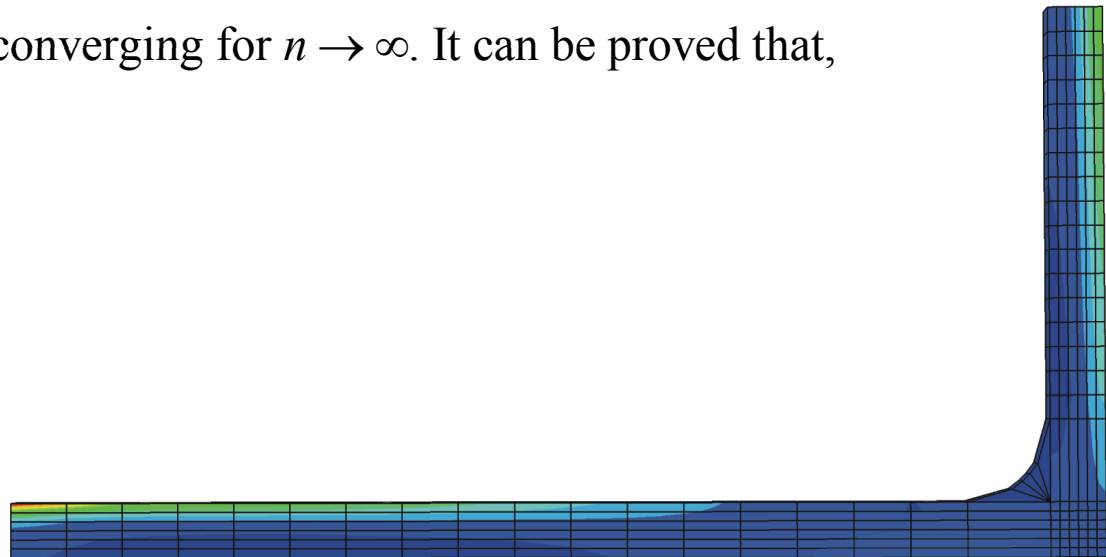 converging for n → ∞. It can be proved that,